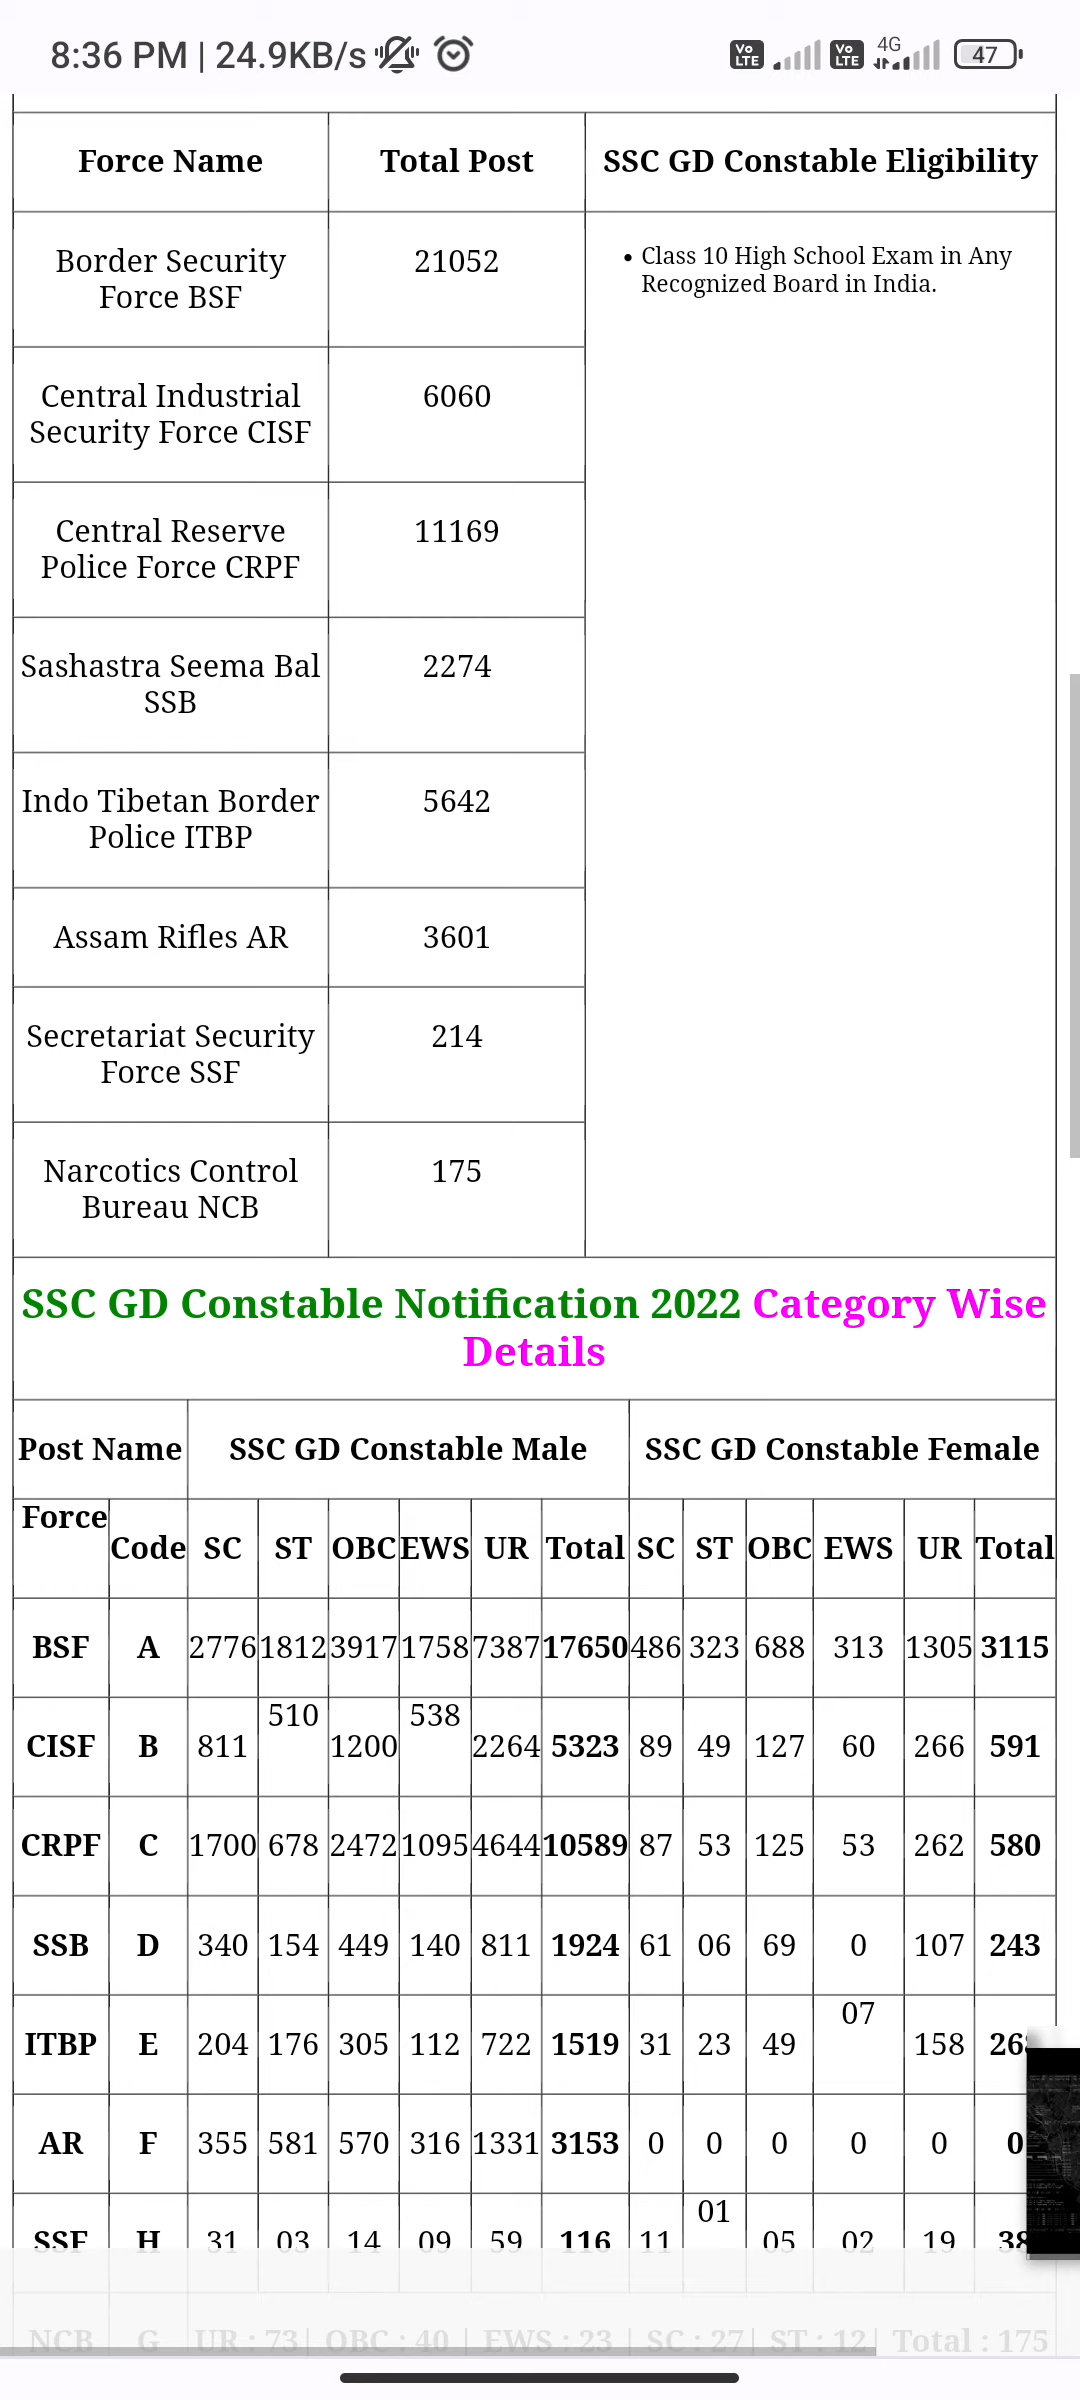 8:36 PM | 24.9KB/s
Vo LTE Vo LTE 4G 47
Force Name Total Post SSC GD Constable Eligibility
Border Security
Force BSF
21052
• Class 10 High School Exam in Any
Recognized Board in India.
Central Industrial
Security Force CISF
6060
Central Reserve
Police Force CRPF
11169
Sashastra Seema Bal
SSB
2274
Indo Tibetan Border
Police ITBP
5642
Assam Rifles AR 3601
Secretariat Security
Force SSF
214
Narcotics Control
Bureau NCB
175
SSC GD Constable Notification 2022 Category Wise
Details
Post Name SSC GD Constable Male SSC GD Constable Female
Force Code SC ST OBC EWS UR Total SC ST OBC EWS UR Total
BSF A 2776 1812 3917 1758 7387 17650 486 323 688 313 1305 3115
CISF B 811 510 1200 538 2264 5323 89 49 127 60 266 591
CRPF C 1700 678 2472 1095 4644 10589 87 53 125 53 262 580
SSB D 340 154 449 140 811 1924 61 06 69 0 107 243
ITBP E 204 176 305 112 722 1519 31 23 49 07 158
AR F 355 581 570 316 1331 3153 0 0 0 0 0 0
SSF H 31 03 14 09 59 116 11 01 05 02 19 38
NCB G UR : 73 | OBC : 40 | EWS : 23 | SC : 27 | ST : 12 | Total : 175